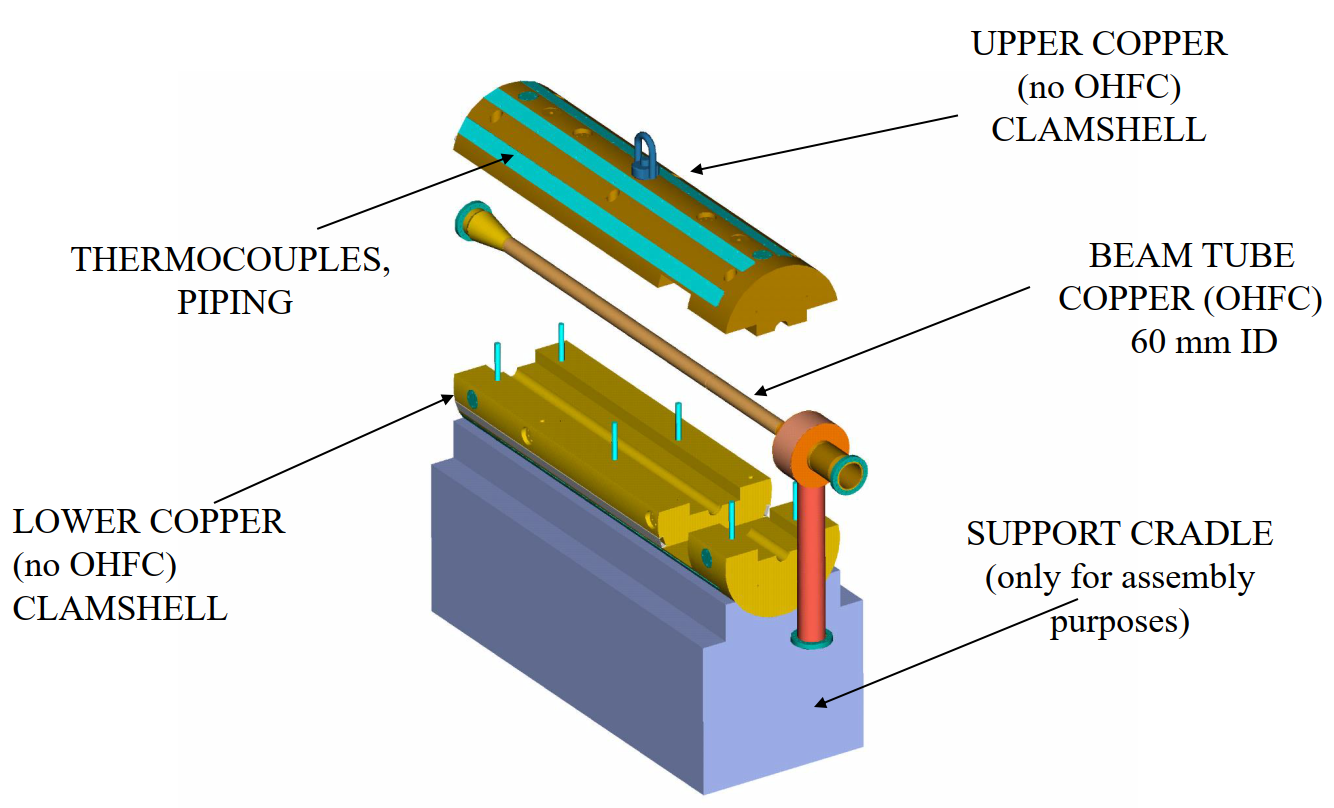 UPPER COPPER
(no OHFC)
CLAMSHELL
THERMOCOUPLES,
PIPING
BEAM TUBE
COPPER (OHFC)
60 mm ID
LOWER COPPER
(no OHFC)
CLAMSHELL
SUPPORT CRADLE
(only for assembly
purposes)